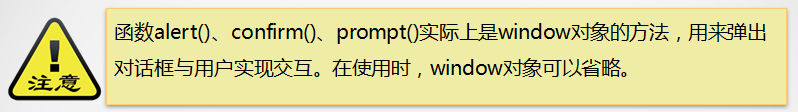 函数alert()、confirm()、prompt()实际上是window对象的方法，用来弹出
对话框与用户实现交互。在使用时，window对象可以省略。
注意